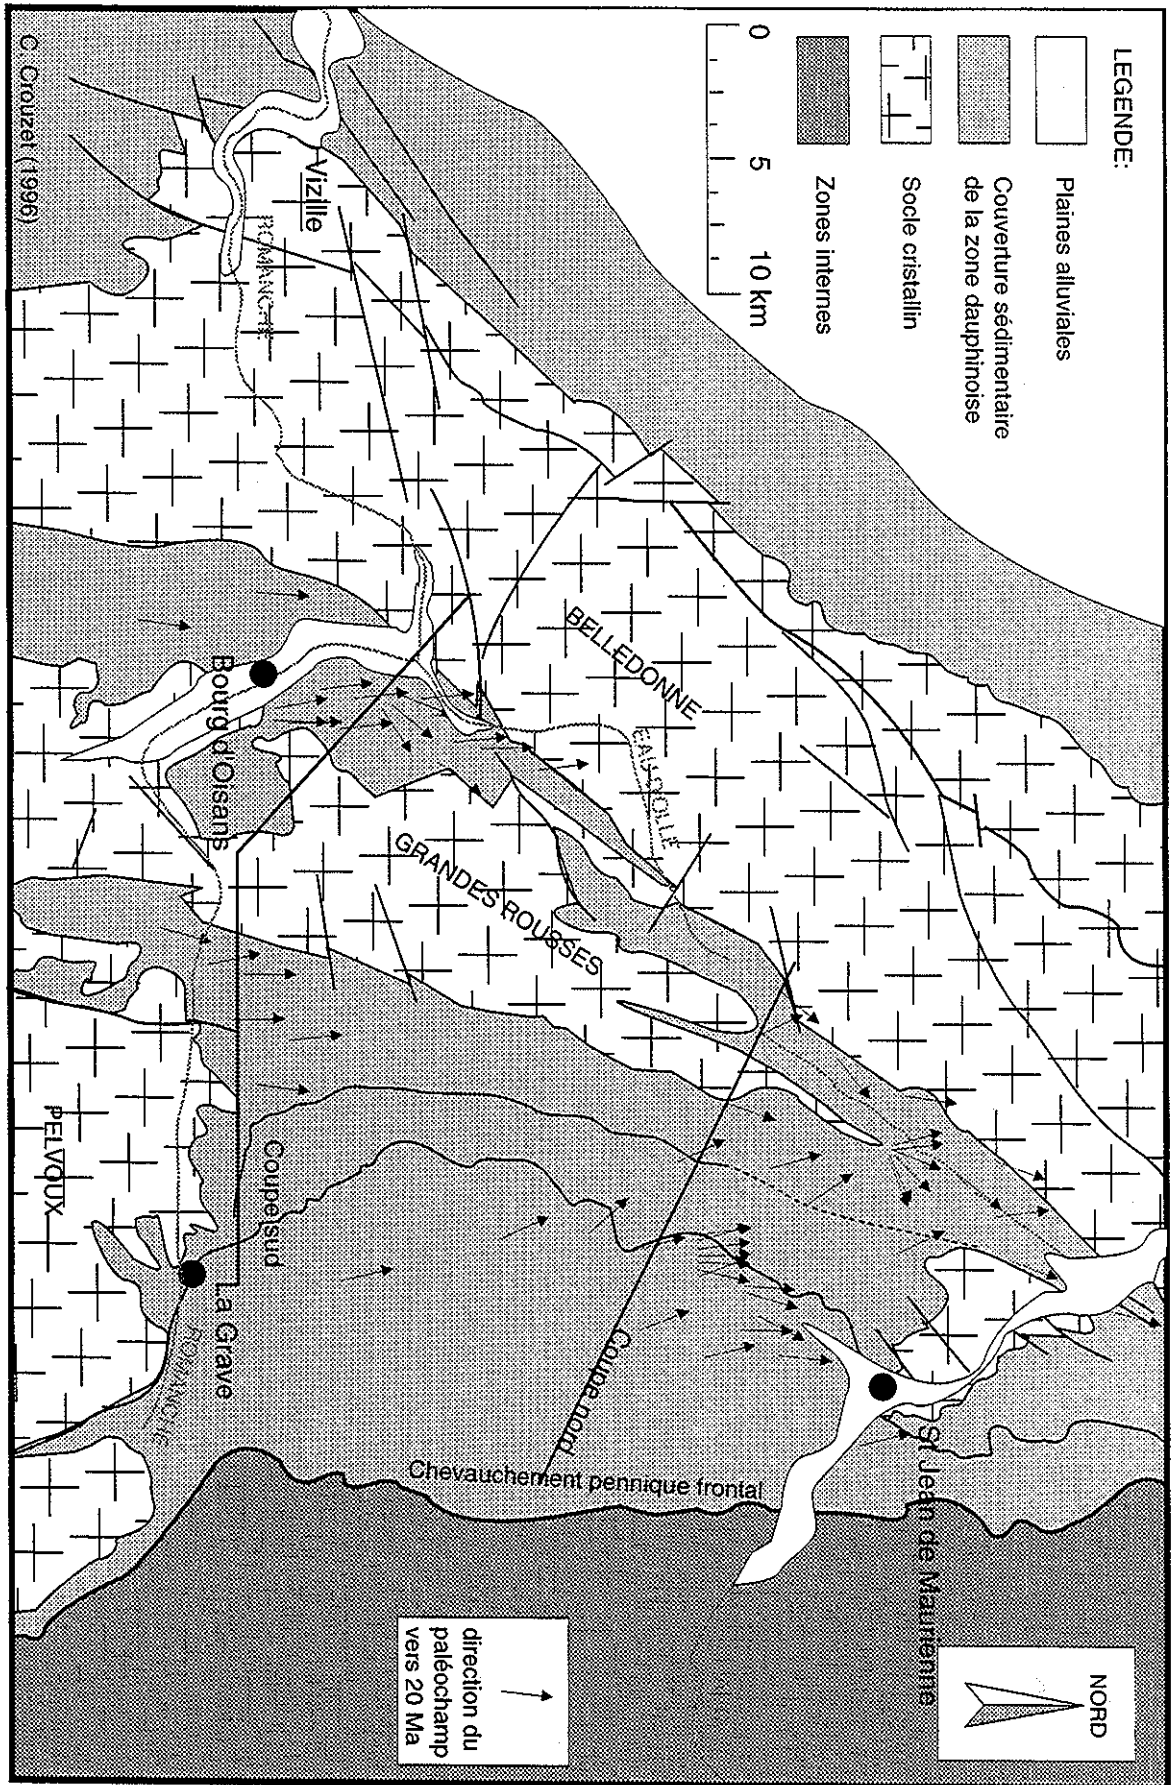 LEGENDE:
Plaines alluviales
Couverture sédimentaire
de la zone dauphinoise
Socle cristallin
Zones internes
0 5 10 km
NORD
St Jean de Maurienne
BELLEDONNE
EAU D'OLLE
GRANDES ROUSSES
Coupe nord
Chevauchement pennique frontal
direction du
paléochamp
vers 20 Ma
Vizille
ROMANCHE
Bourg d'Oisans
Coupe sud
La Grave
ROMANCHE
PELVOUX
C. Crouzet (1996)